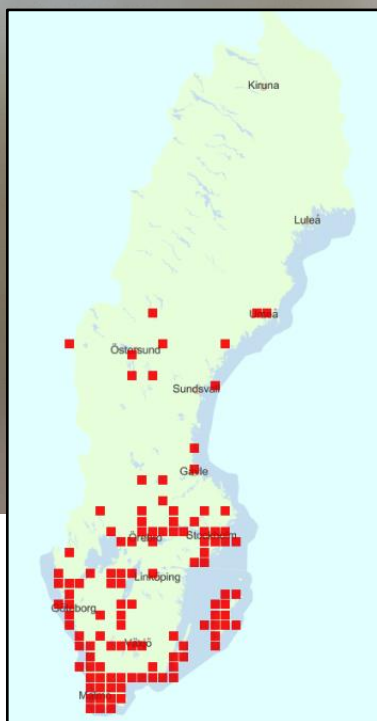 Kiruna
Luleå
Umeå
Östersund
Sundsvall
Gävle
Örebro
Stockholm
Linköping
Göteborg
Växjö
Malmö